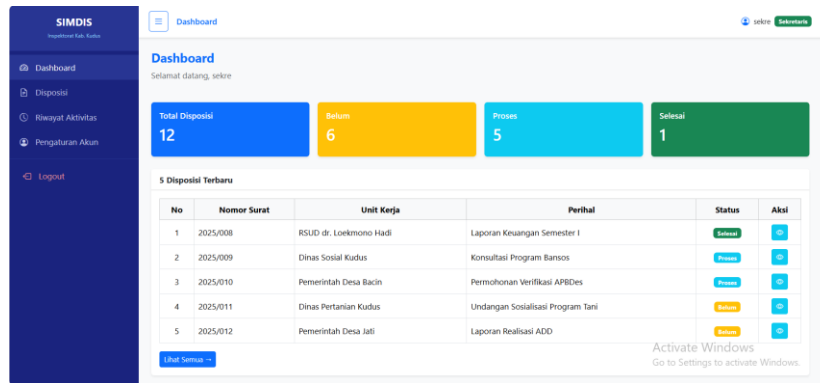 SIMDIS
Inspektorat Kab. Kudus
Dashboard
Disposisi
Riwayat Aktivitas
Pengaturan Akun
Logout
Dashboard
sekre Sekretaris
Dashboard
Selamat datang, sekre
Total Disposisi
12
Belum
6
Proses
5
Selesai
1
5 Disposisi Terbaru
No Nomor Surat Unit Kerja Perihal Status Aksi
1 2025/008 RSUD dr. Loekmono Hadi Laporan Keuangan Semester I Selesai
2 2025/009 Dinas Sosial Kudus Konsultasi Program Bansos Proses
3 2025/010 Pemerintah Desa Bacin Permohonan Verifikasi APBDes Proses
4 2025/011 Dinas Pertanian Kudus Undangan Sosialisasi Program Tani Belum
5 2025/012 Pemerintah Desa Jati Laporan Realisasi ADD Belum
Lihat Semua →
Activate Windows
Go to Settings to activate Windows.